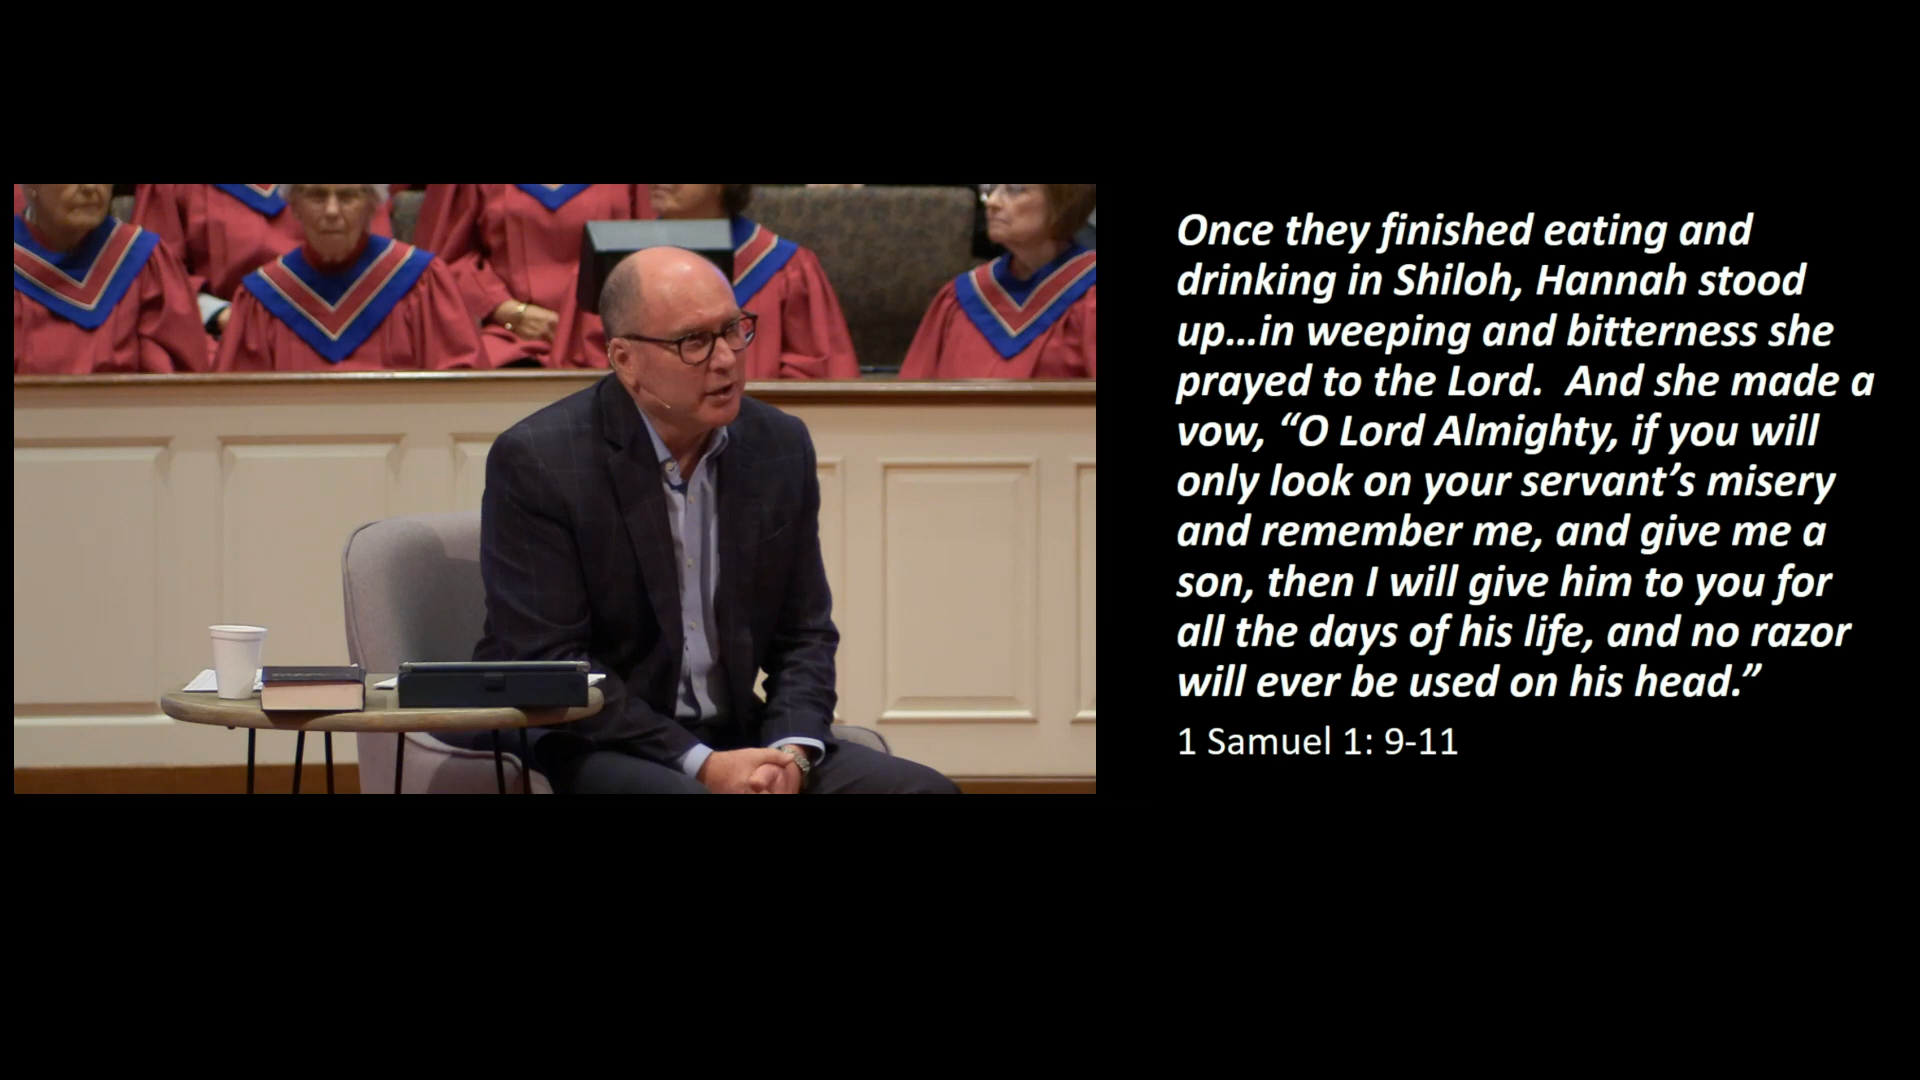 Once they finished eating and
drinking in Shiloh, Hannah stood
up...in weeping and bitterness she
prayed to the Lord.  And she made a
vow, “O Lord Almighty, if you will
only look on your servant’s misery
and remember me, and give me a
son, then I will give him to you for
all the days of his life, and no razor
will ever be used on his head.”
1 Samuel 1: 9-11